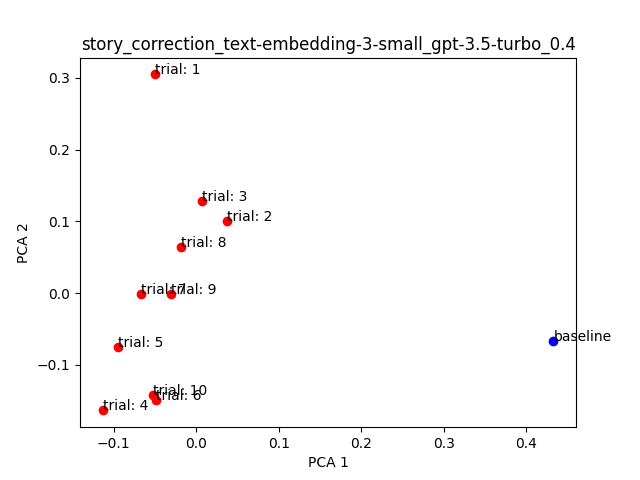 story_correction_text-embedding-3-small_gpt-3.5-turbo_0.4
0.3
0.2
0.1
0.0
−0.1
PCA 2
trial: 1
trial: 3
trial: 2
trial: 8
trial: 7
trial: 9
trial: 5
baseline
trial: 10
trial: 6
trial: 4
−0.1
0.0
0.1
0.2
0.3
0.4
PCA 1